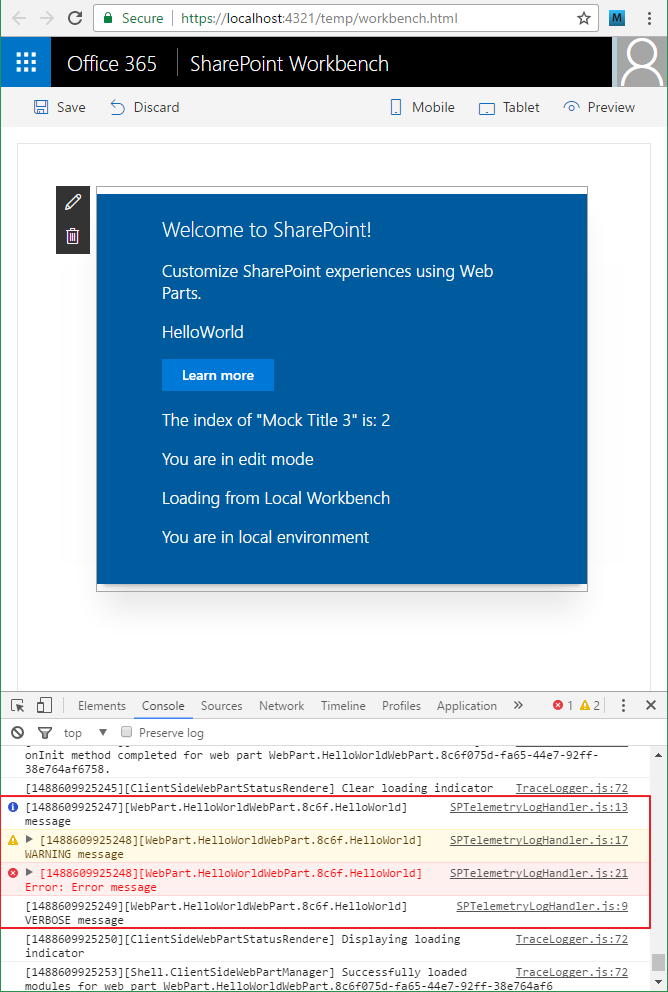 Secure https://localhost:4321/temp/workbench.html
M
Office 365 SharePoint Workbench
Save Discard Mobile Tablet Preview
Welcome to SharePoint!
Customize SharePoint experiences using Web
Parts.
HelloWorld
Learn more
The index of "Mock Title 3" is: 2
You are in edit mode
Loading from Local Workbench
You are in local environment
Elements Console Sources Network Timeline Profiles Application » 1 2
top Preserve log
onInit method completed for web part WebPart.HelloWorldWebPart.8c6f075d-fa65-44e7-92ff-
38e764af6758.
[1488609925245][ClientSideWebPartStatusRendere] Clear loading indicator TraceLogger.js:72
[1488609925247][WebPart.HelloWorldWebPart.8c6f.HelloWorld] SPTelemetryLogHandler.js:13
message
[1488609925248][WebPart.HelloWorldWebPart.8c6f.HelloWorld] SPTelemetryLogHandler.js:17
WARNING message
[1488609925248][WebPart.HelloWorldWebPart.8c6f.HelloWorld] SPTelemetryLogHandler.js:21
Error: Error message
[1488609925249][WebPart.HelloWorldWebPart.8c6f.HelloWorld] SPTelemetryLogHandler.js:9
VERBOSE message
[1488609925250][ClientSideWebPartStatusRendere] Displaying loading TraceLogger.js:72
indicator
[1488609925253][Shell.ClientSideWebPartManager] Successfully loaded TraceLogger.js:72
modules for web part WebPart.HelloWorldWebPart.8c6f075d-fa65-44e7-92ff-38e764af6